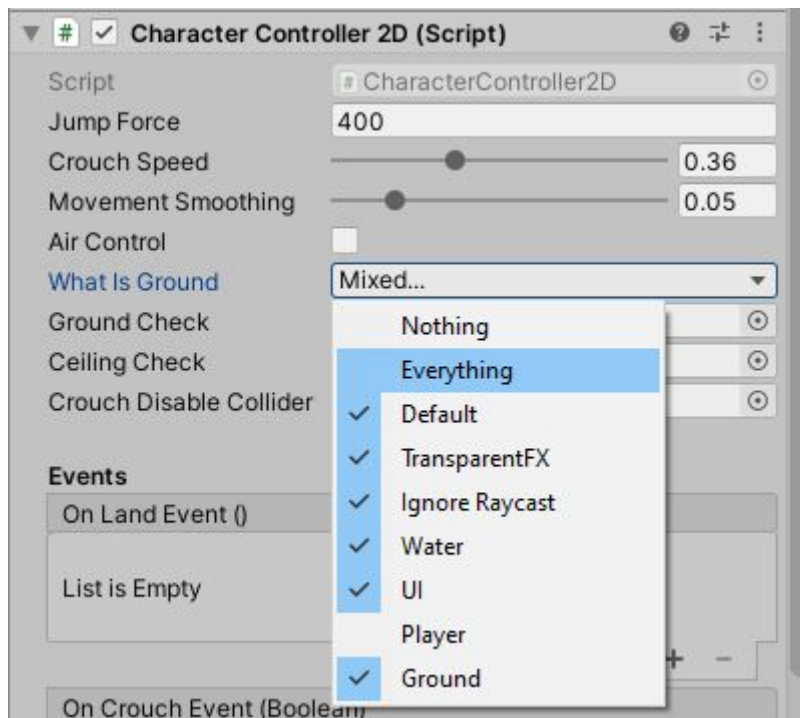 Character Controller 2D (Script)
Script # CharacterController2D
Jump Force 400
Crouch Speed 0.36
Movement Smoothing 0.05
Air Control
What Is Ground Mixed...
Ground Check
Ceiling Check
Crouch Disable Collider
Nothing
Everything
Default
TransparentFX
Ignore Raycast
Water
UI
Player
Ground
Events
On Land Event ()
List is Empty
On Crouch Event (Boolean)